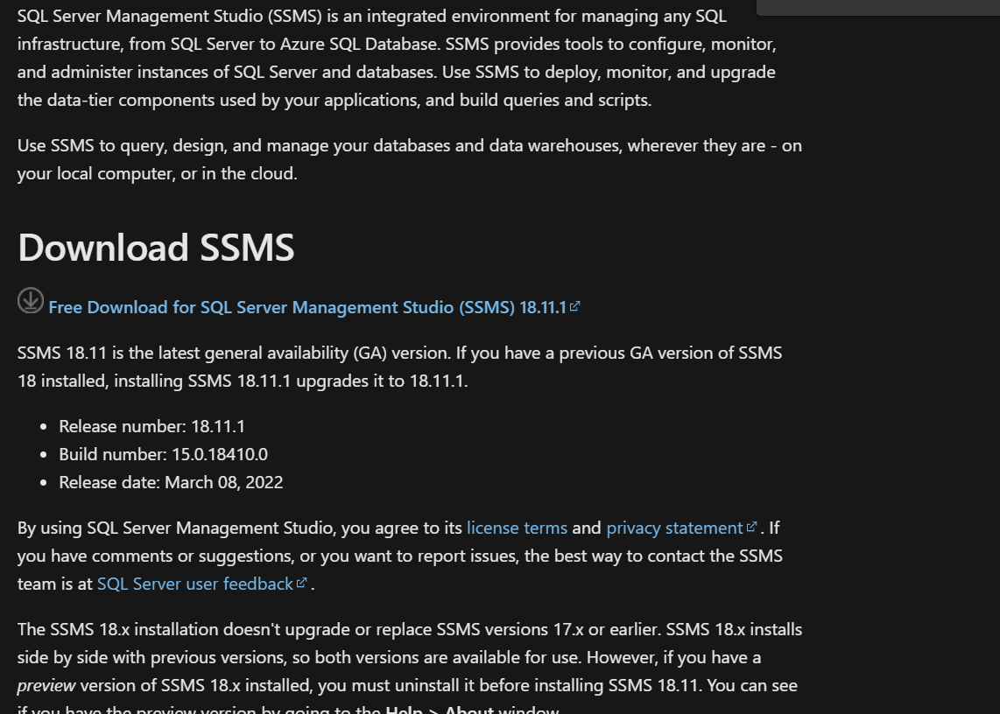 SQL Server Management Studio (SSMS) is an integrated environment for managing any SQL
infrastructure, from SQL Server to Azure SQL Database. SSMS provides tools to configure, monitor,
and administer instances of SQL Server and databases. Use SSMS to deploy, monitor, and upgrade
the data-tier components used by your applications, and build queries and scripts.
Use SSMS to query, design, and manage your databases and data warehouses, wherever they are - on
your local computer, or in the cloud.
Download SSMS
Free Download for SQL Server Management Studio (SSMS) 18.11.1
SSMS 18.11 is the latest general availability (GA) version. If you have a previous GA version of SSMS
18 installed, installing SSMS 18.11.1 upgrades it to 18.11.1.
• Release number: 18.11.1
• Build number: 15.0.18410.0
• Release date: March 08, 2022
By using SQL Server Management Studio, you agree to its license terms and privacy statement. If
you have comments or suggestions, or you want to report issues, the best way to contact the SSMS
team is at SQL Server user feedback.
The SSMS 18.x installation doesn't upgrade or replace SSMS versions 17.x or earlier. SSMS 18.x installs
side by side with previous versions, so both versions are available for use. However, if you have a
preview version of SSMS 18.x installed, you must uninstall it before installing SSMS 18.11. You can see
if you have the preview version by going to the Help > About window.